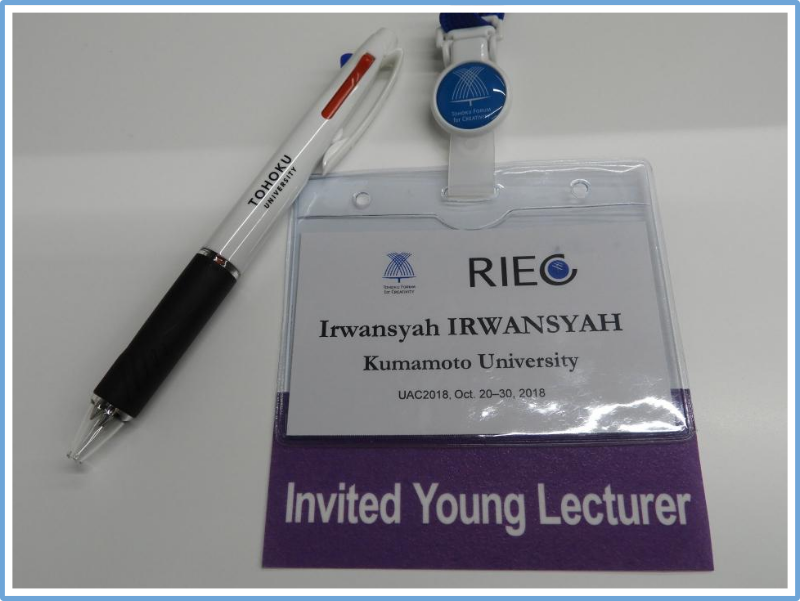 TOHOKU
UNIVERSITY
TOHOKU FORUM
for CREATIVITY
TOHOKU FORUM
for CREATIVITY
RIEC
Irwansyah IRWANSYAH
Kumamoto University
UAC2018, Oct. 20–30, 2018
Invited Young Lecturer